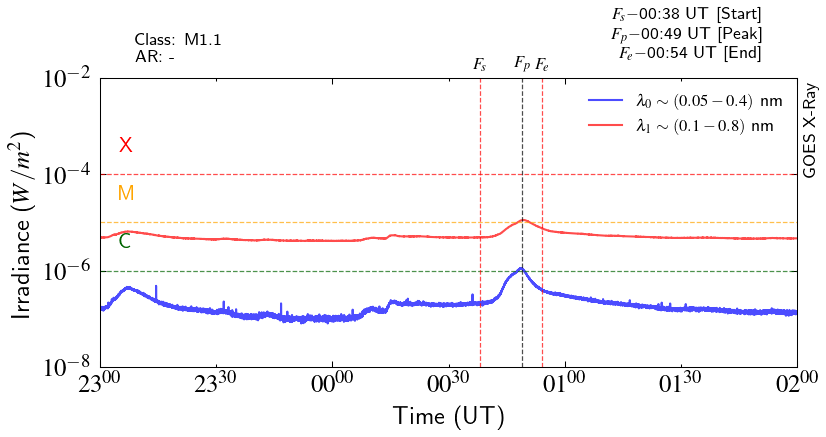 Fs−00:38 UT [Start]
Class: M1.1
Fp−00:49 UT [Peak]
AR: -
Fe−00:54 UT [End]
Fs Fp Fe
10⁻²
λ₀ ∼ (0.05 − 0.4) nm
λ₁ ∼ (0.1 − 0.8) nm
GOES X-Ray
X
10⁻⁴
M
Irradiance (W/m²)
C
10⁻⁶
10⁻⁸
23⁰⁰ 23³⁰ 00⁰⁰ 00³⁰ 01⁰⁰ 01³⁰ 02⁰⁰
Time (UT)